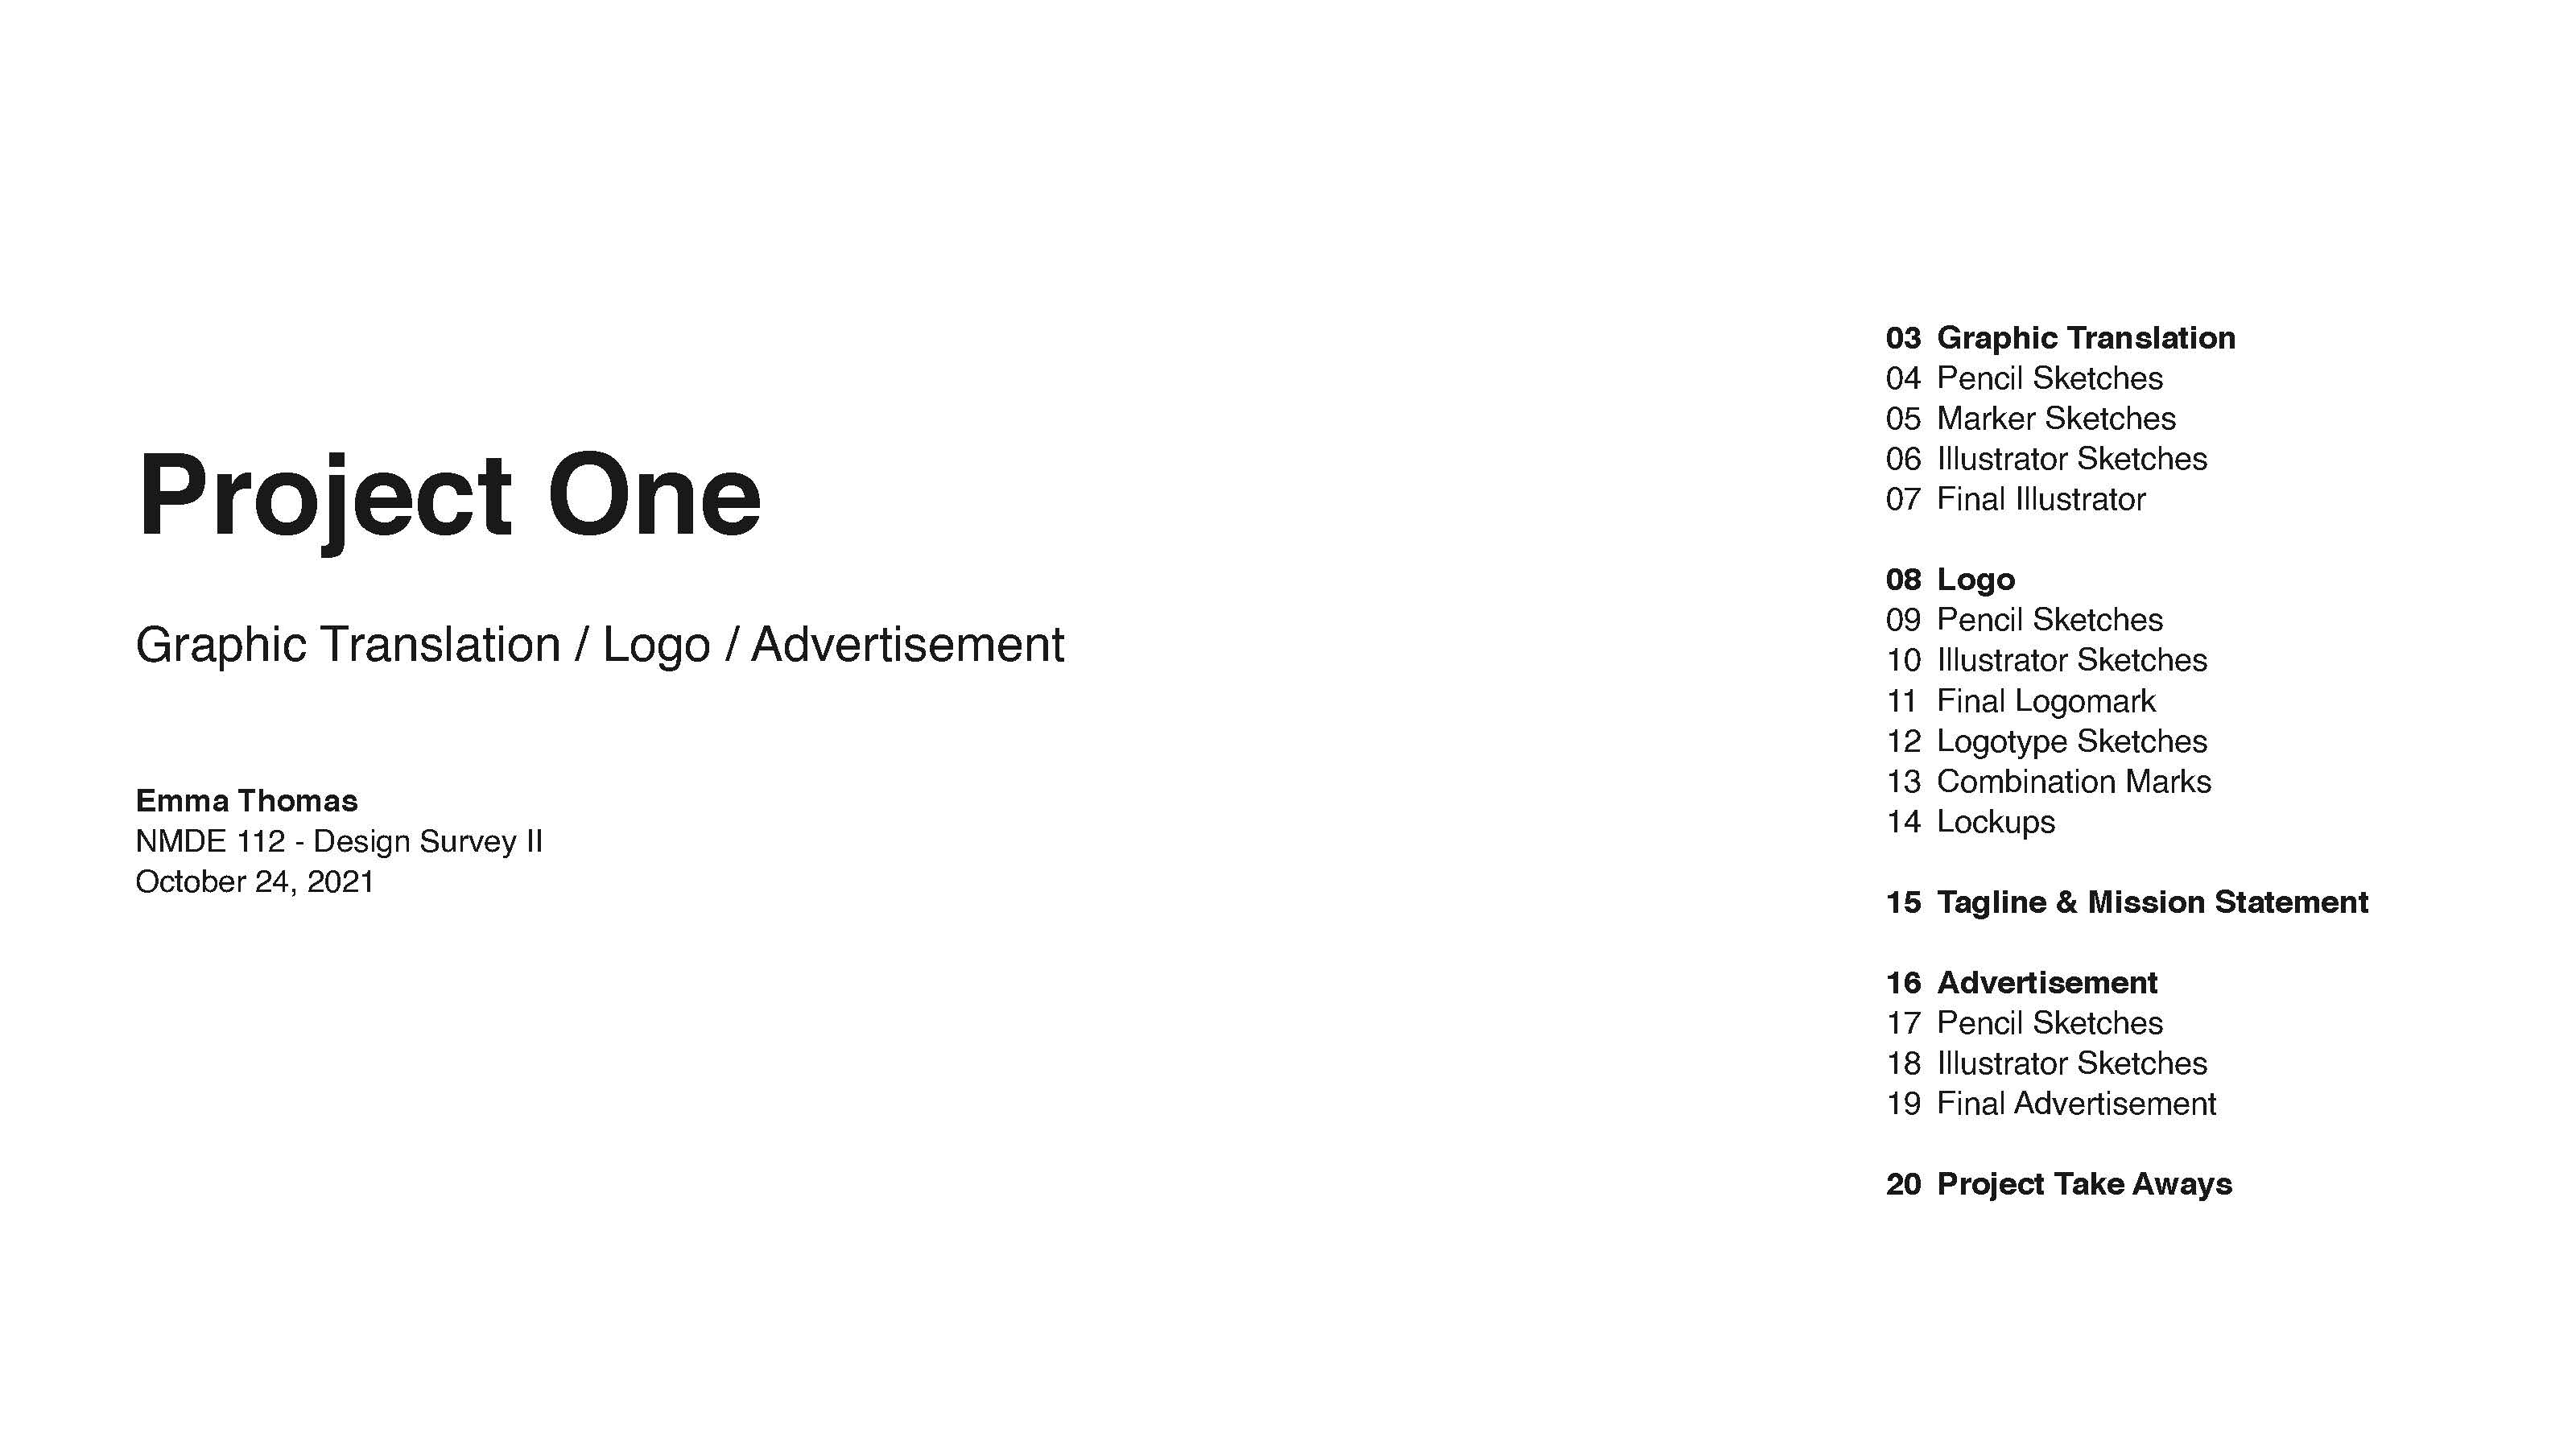 Project One
Graphic Translation / Logo / Advertisement
Emma Thomas
NMDE 112 - Design Survey II
October 24, 2021
03 Graphic Translation
04 Pencil Sketches
05 Marker Sketches
06 Illustrator Sketches
07 Final Illustrator
08 Logo
09 Pencil Sketches
10 Illustrator Sketches
11 Final Logomark
12 Logotype Sketches
13 Combination Marks
14 Lockups
15 Tagline & Mission Statement
16 Advertisement
17 Pencil Sketches
18 Illustrator Sketches
19 Final Advertisement
20 Project Take Aways